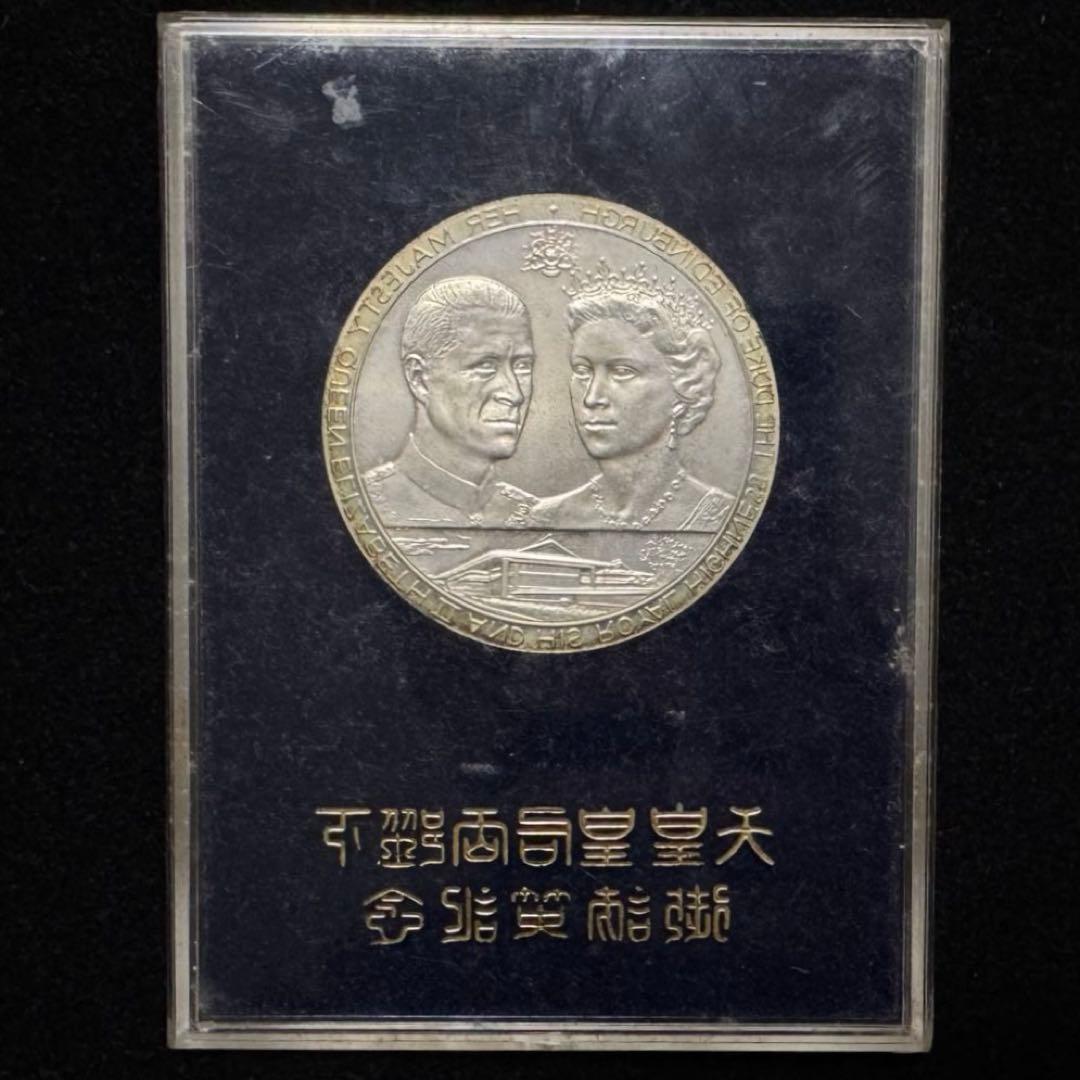 HER MAJESTY QUEEN ELIZABETH II AND HIS ROYAL HIGHNESS THE DUKE OF EDINBURGH
天皇皇后両陛下
御訪英記念